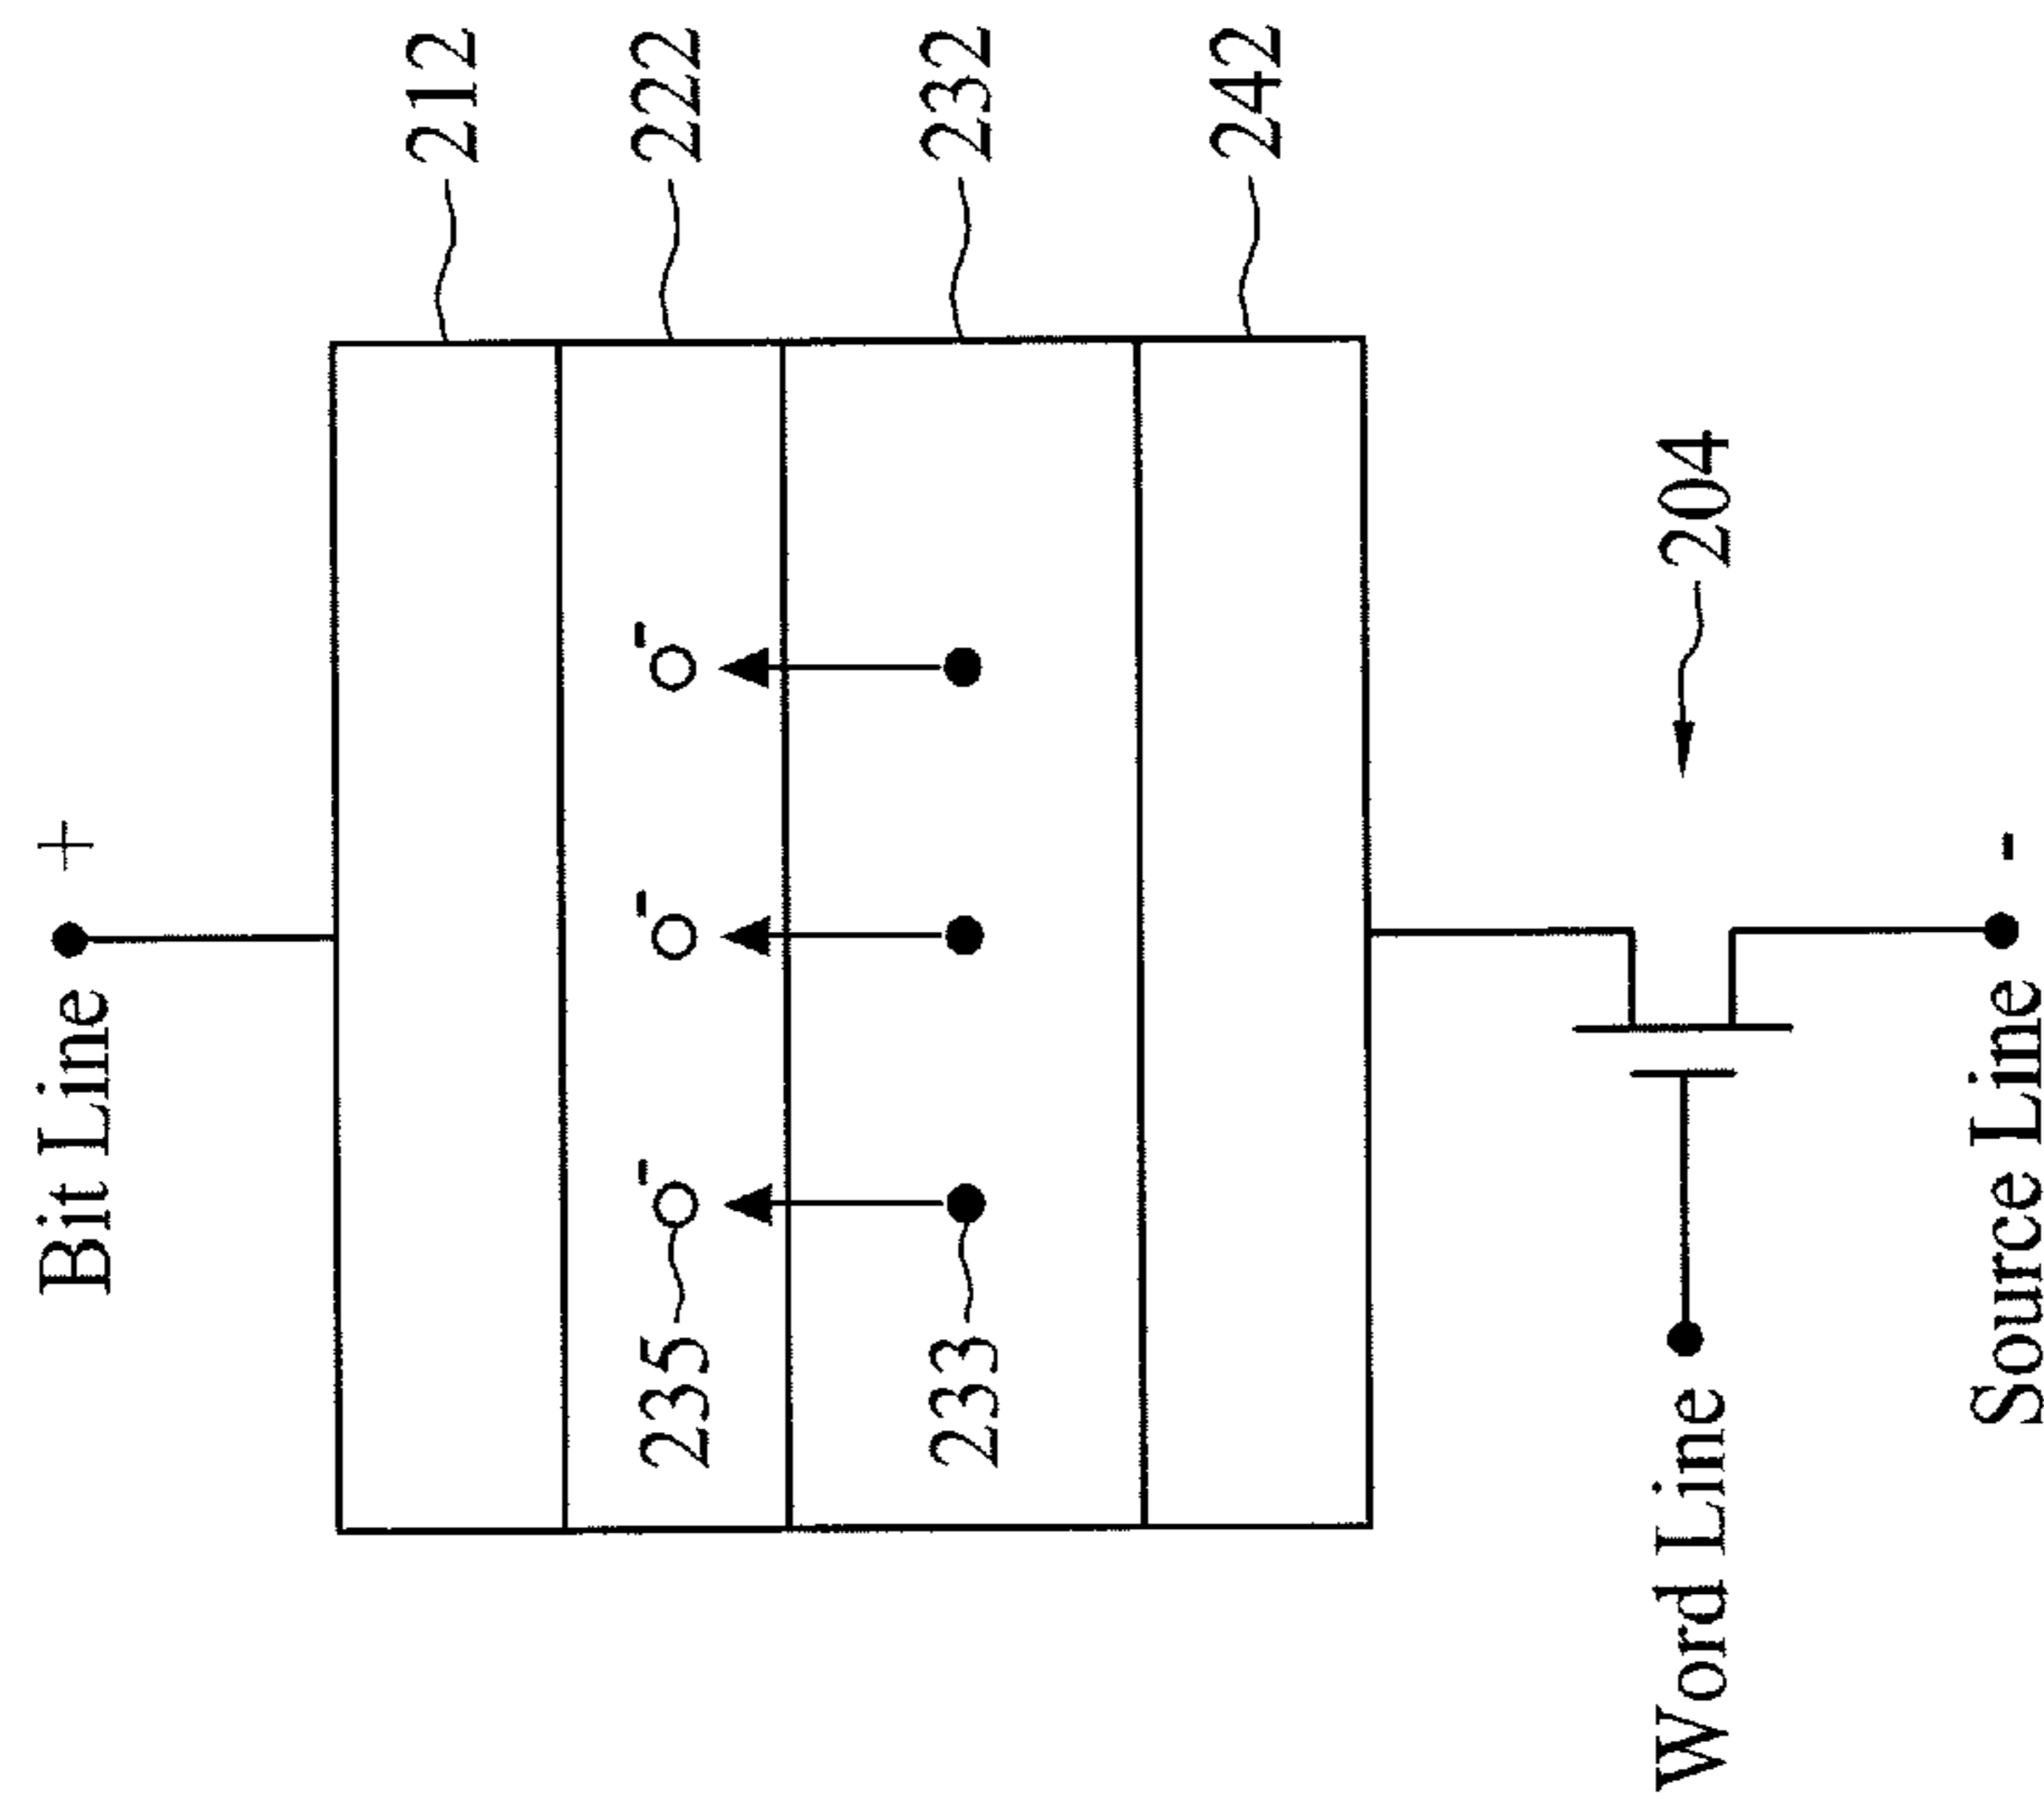 Bit Line +
212
- - -
235 222
233 232
242
Word Line 204
Source Line -